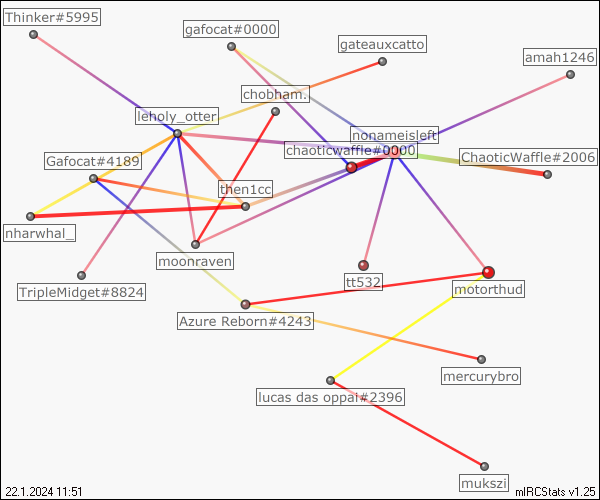 Thinker#5995
gafocat#0000
gateauxcatto
amah1246
chobham.
leholy_otter
nonameisleft
chaoticwaffle#0000
ChaoticWaffle#2006
Gafocat#4189
then1cc
nharwhal_
moonraven
TripleMidget#8824
tt532
motorthud
Azure Reborn#4243
mercurybro
lucas das oppai#2396
mukszi
22.1.2024 11:51
mIRCStats v1.25